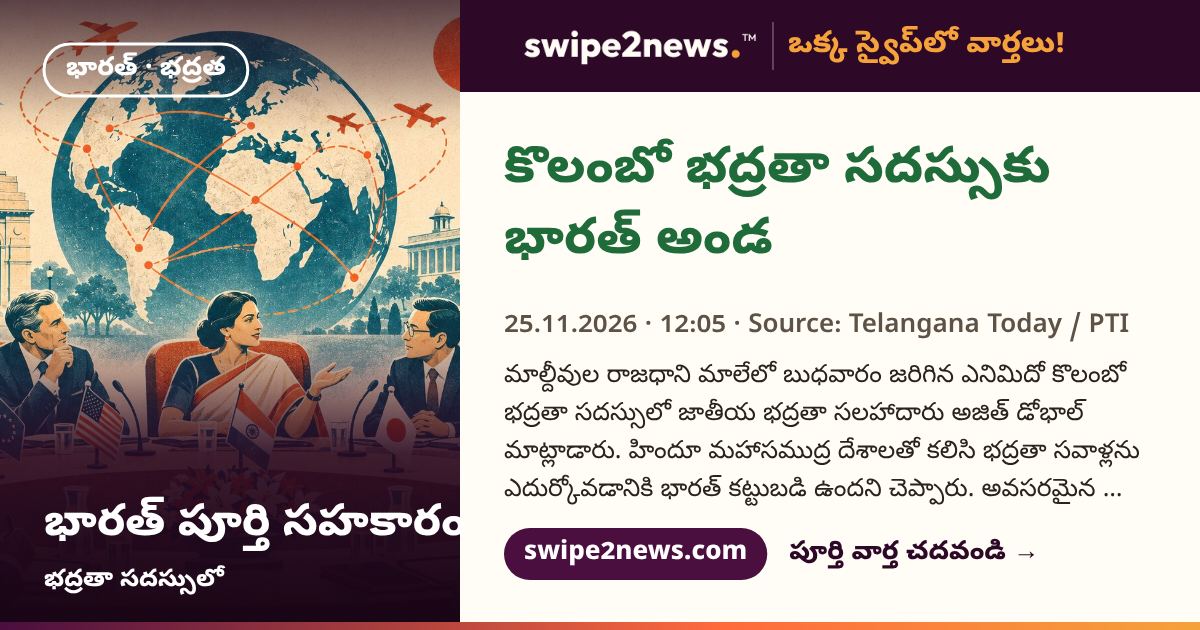 భారత్ · భద్రత
భారత్ పూర్తి సహకారం
భద్రతా సదస్సులో
swipe2news.™
ఒక్క స్వైప్‌లో వార్తలు!
కొలంబో భద్రతా సదస్సుకు
భారత్ అండ
25.11.2026 · 12:05 · Source: Telangana Today / PTI
మాల్దీవుల రాజధాని మాలేలో బుధవారం జరిగిన ఎనిమిదో కొలంబో
భద్రతా సదస్సులో జాతీయ భద్రతా సలహాదారు అజిత్ డోభాల్
మాట్లాడారు. హిందూ మహాసముద్ర దేశాలతో కలిసి భద్రతా సవాళ్లను
ఎదుర్కోవడానికి భారత్ కట్టుబడి ఉందని చెప్పారు. అవసరమైన ...
swipe2news.com
పూర్తి వార్త చదవండి →